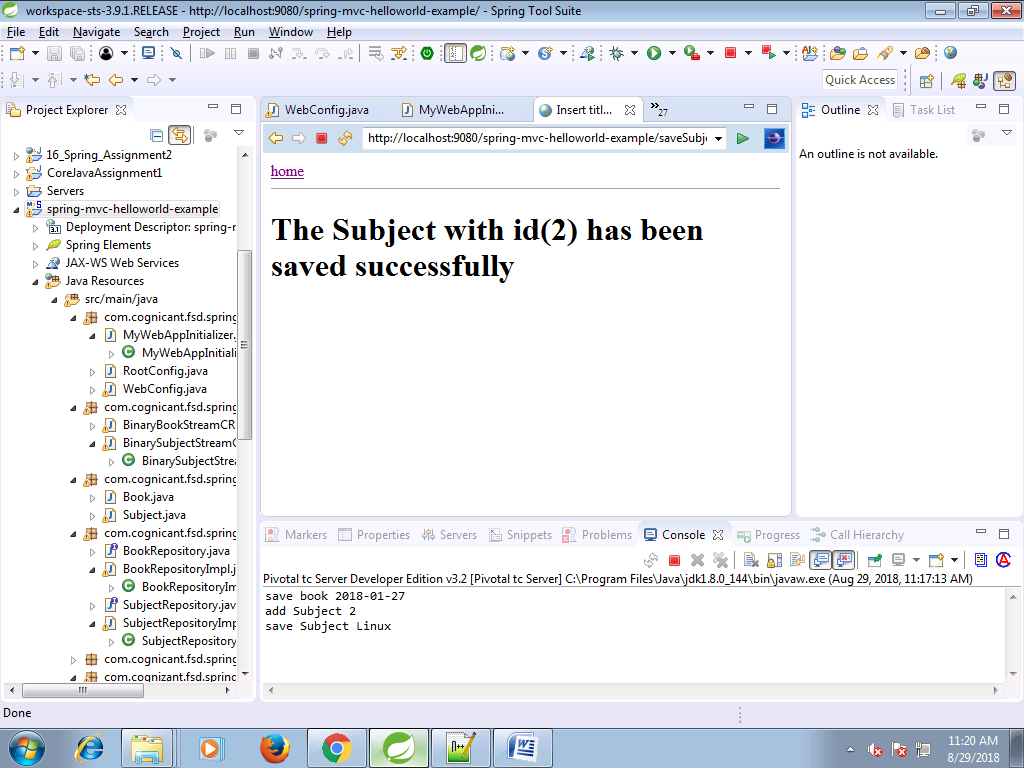 workspace-sts-3.9.1.RELEASE - http://localhost:9080/spring-mvc-helloworld-example/ - Spring Tool Suite
File Edit Navigate Search Project Run Window Help
Quick Access
Project Explorer
16_Spring_Assignment2
CoreJavaAssignment1
Servers
spring-mvc-helloworld-example
Deployment Descriptor: spring-r
Spring Elements
JAX-WS Web Services
Java Resources
src/main/java
com.cognicant.fsd.spring
MyWebAppInitializer.
MyWebAppInitiali
RootConfig.java
WebConfig.java
com.cognicant.fsd.spring
BinaryBookStreamCR
BinarySubjectStreamC
BinarySubjectStrea
com.cognicant.fsd.spring
Book.java
Subject.java
com.cognicant.fsd.spring
BookRepository.java
BookRepositoryImpl.j
BookRepositoryIm
SubjectRepository.jav
SubjectRepositoryImp
SubjectRepository
com.cognicant.fsd.spring
com.cognizant.fsd.spring
WebConfig.java MyWebAppIni... Insert titl... 27
http://localhost:9080/spring-mvc-helloworld-example/saveSubj
home
The Subject with id(2) has been
saved successfully
Outline Task List
An outline is not available.
Markers Properties Servers Snippets Problems Console Progress Call Hierarchy
Pivotal tc Server Developer Edition v3.2 [Pivotal tc Server] C:\Program Files\Java\jdk1.8.0_144\bin\javaw.exe (Aug 29, 2018, 11:17:13 AM)
save book 2018-01-27
add Subject 2
save Subject Linux
Done
11:20 AM
8/29/2018